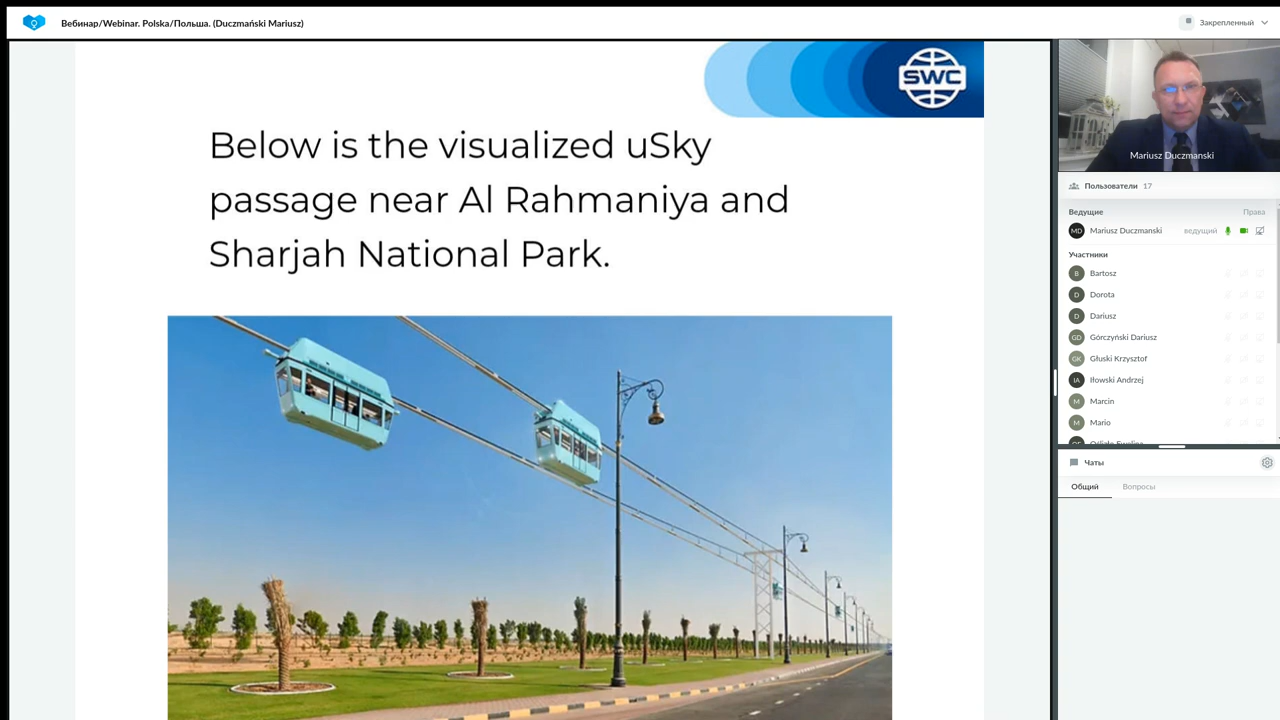 Вебинар/Webinar. Polska/Польша. (Duczmański Mariusz)
Закрепленный
SWC
Below is the visualized uSky
passage near Al Rahmaniya and
Sharjah National Park.
Mariusz Duczmanski
Пользователи 17
Ведущие Права
MD Mariusz Duczmanski ведущий
Участники
B Bartosz
D Dorota
D Dariusz
GD Górczyński Dariusz
GK Głuski Krzysztof
IA Iłowski Andrzej
M Marcin
M Mario
Чаты
Общий Вопросы